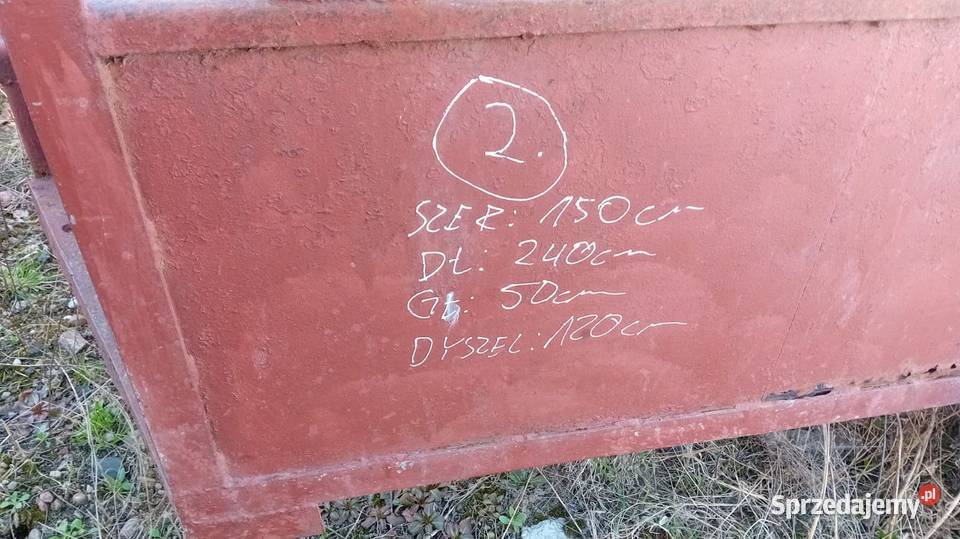 2.
SZER: 150cm
DŁ: 240cm
GŁ: 50cm
DYSZEL: 120cm
Sprzedajemy.pl